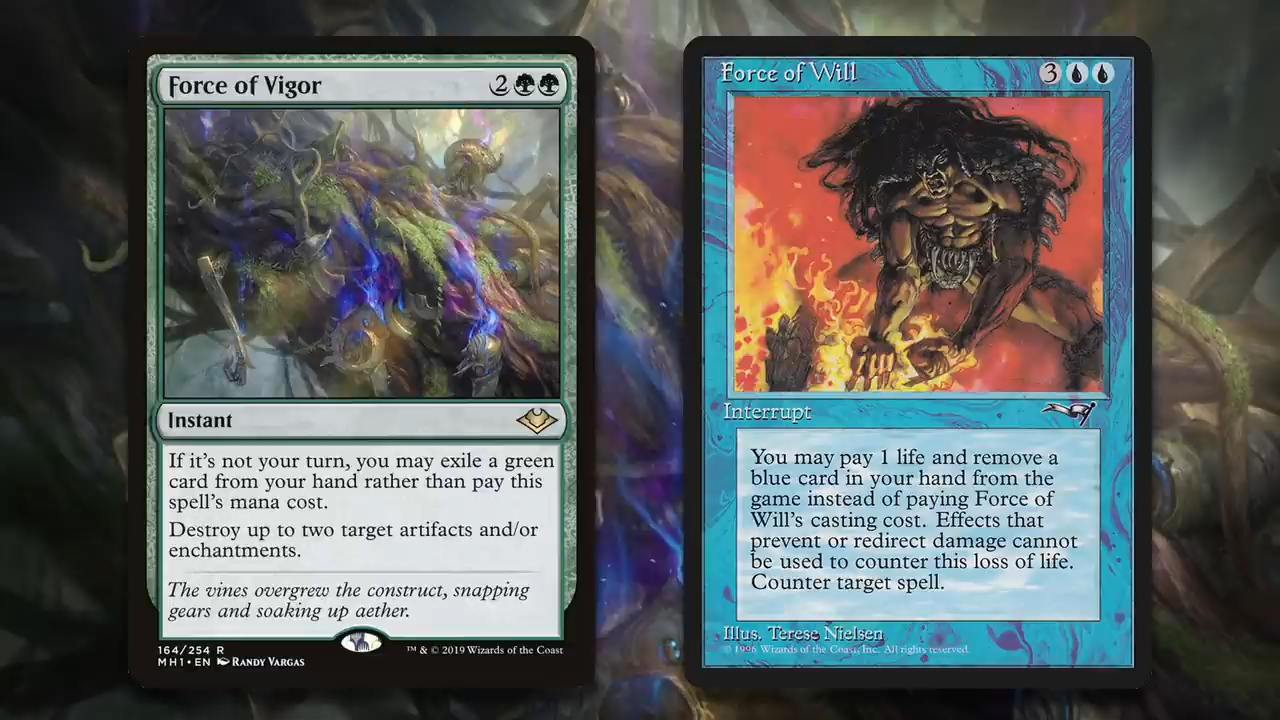 Force of Vigor
2
Instant
If it's not your turn, you may exile a green
card from your hand rather than pay this
spell's mana cost.
Destroy up to two target artifacts and/or
enchantments.
The vines overgrew the construct, snapping
gears and soaking up aether.
164/254 R
MH1 • EN RANDY VARGAS
™ & © 2019 Wizards of the Coast
Force of Will
3
Interrupt
You may pay 1 life and remove a
blue card in your hand from the
game instead of paying Force of
Will's casting cost. Effects that
prevent or redirect damage cannot
be used to counter this loss of life.
Counter target spell.
Illus. Terese Nielsen
© 1996 Wizards of the Coast, Inc. All rights reserved.